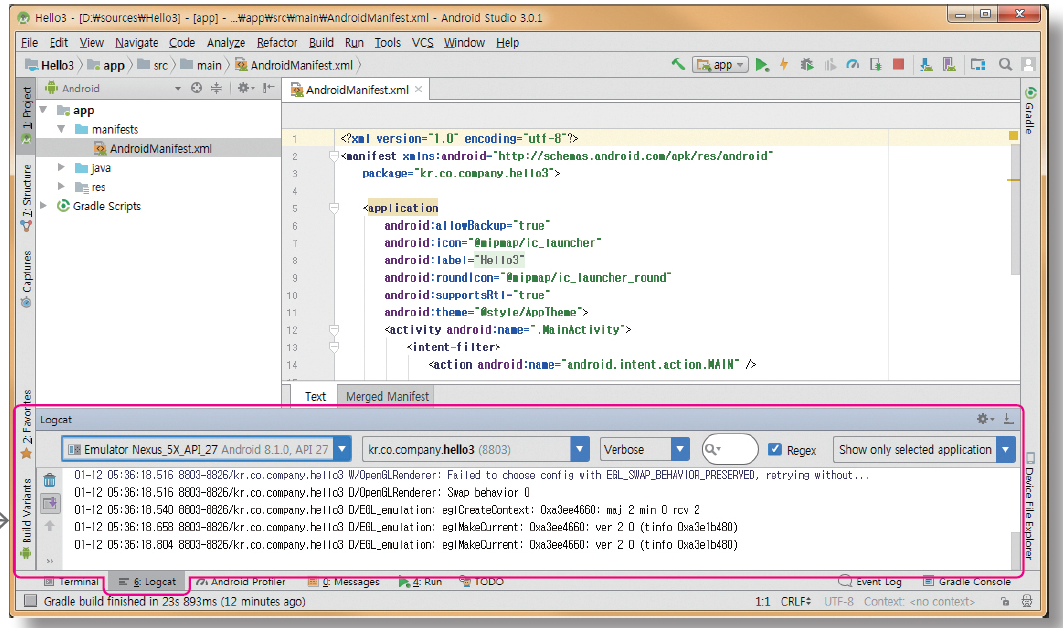 Hello3 - [D:₩sources₩Hello3] - [app] - ...₩app₩src₩main₩AndroidManifest.xml - Android Studio 3.0.1
File Edit View Navigate Code Analyze Refactor Build Run Tools VCS Window Help
Hello3 app src main AndroidManifest.xml app
1: Project
Android
AndroidManifest.xml
Gradle
app
manifests
AndroidManifest.xml
java
res
Gradle Scripts
7: Structure
Captures
1 <?xml version="1.0" encoding="utf-8"?>
2 <manifest xmlns:android="http://schemas.android.com/apk/res/android"
3 package="kr.co.company.hello3">
4
5 <application
6 android:allowBackup="true"
7 android:icon="@mipmap/ic_launcher"
8 android:label="Hello3"
9 android:roundIcon="@mipmap/ic_launcher_round"
10 android:supportsRtl="true"
11 android:theme="@style/AppTheme">
12 <activity android:name=".MainActivity">
13 <intent-filter>
14 <action android:name="android.intent.action.MAIN" />
Text Merged Manifest
2: Favorites
Logcat
Emulator Nexus_5X_API_27 Android 8.1.0, API 27 kr.co.company.hello3 (8803) Verbose Regex Show only selected application
01-12 05:36:18.516 8803-8826/kr.co.company.hello3 W/OpenGLRenderer: Failed to choose config with EGL_SWAP_BEHAVIOR_PRESERVED, retrying without...
01-12 05:36:18.516 8803-8826/kr.co.company.hello3 D/OpenGLRenderer: Swap behavior 0
01-12 05:36:18.540 8803-8826/kr.co.company.hello3 D/EGL_emulation: eglCreateContext: 0xa3ee4660: maj 2 min 0 rcv 2
01-12 05:36:18.658 8803-8826/kr.co.company.hello3 D/EGL_emulation: eglMakeCurrent: 0xa3ee4660: ver 2 0 (tinfo 0xa3e1b480)
01-12 05:36:18.804 8803-8826/kr.co.company.hello3 D/EGL_emulation: eglMakeCurrent: 0xa3ee4660: ver 2 0 (tinfo 0xa3e1b480)
Build Variants
Device File Explorer
Terminal 6: Logcat Android Profiler 0: Messages 4: Run TODO Event Log Gradle Console
Gradle build finished in 23s 893ms (12 minutes ago) 1:1 CRLF UTF-8 Context: <no context>